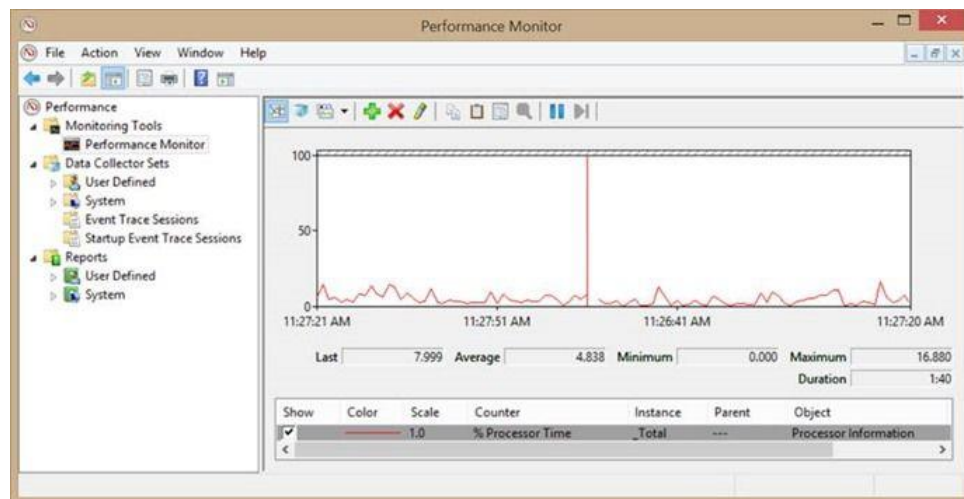 Performance Monitor
File Action View Window Help
Performance
Monitoring Tools
Performance Monitor
Data Collector Sets
User Defined
System
Event Trace Sessions
Startup Event Trace Sessions
Reports
User Defined
System
100
50
0
11:27:21 AM 11:27:51 AM 11:26:41 AM 11:27:20 AM
Last 7.999 Average 4.838 Minimum 0.000 Maximum 16.880
Duration 1:40
Show Color Scale Counter Instance Parent Object
1.0 % Processor Time _Total --- Processor Information